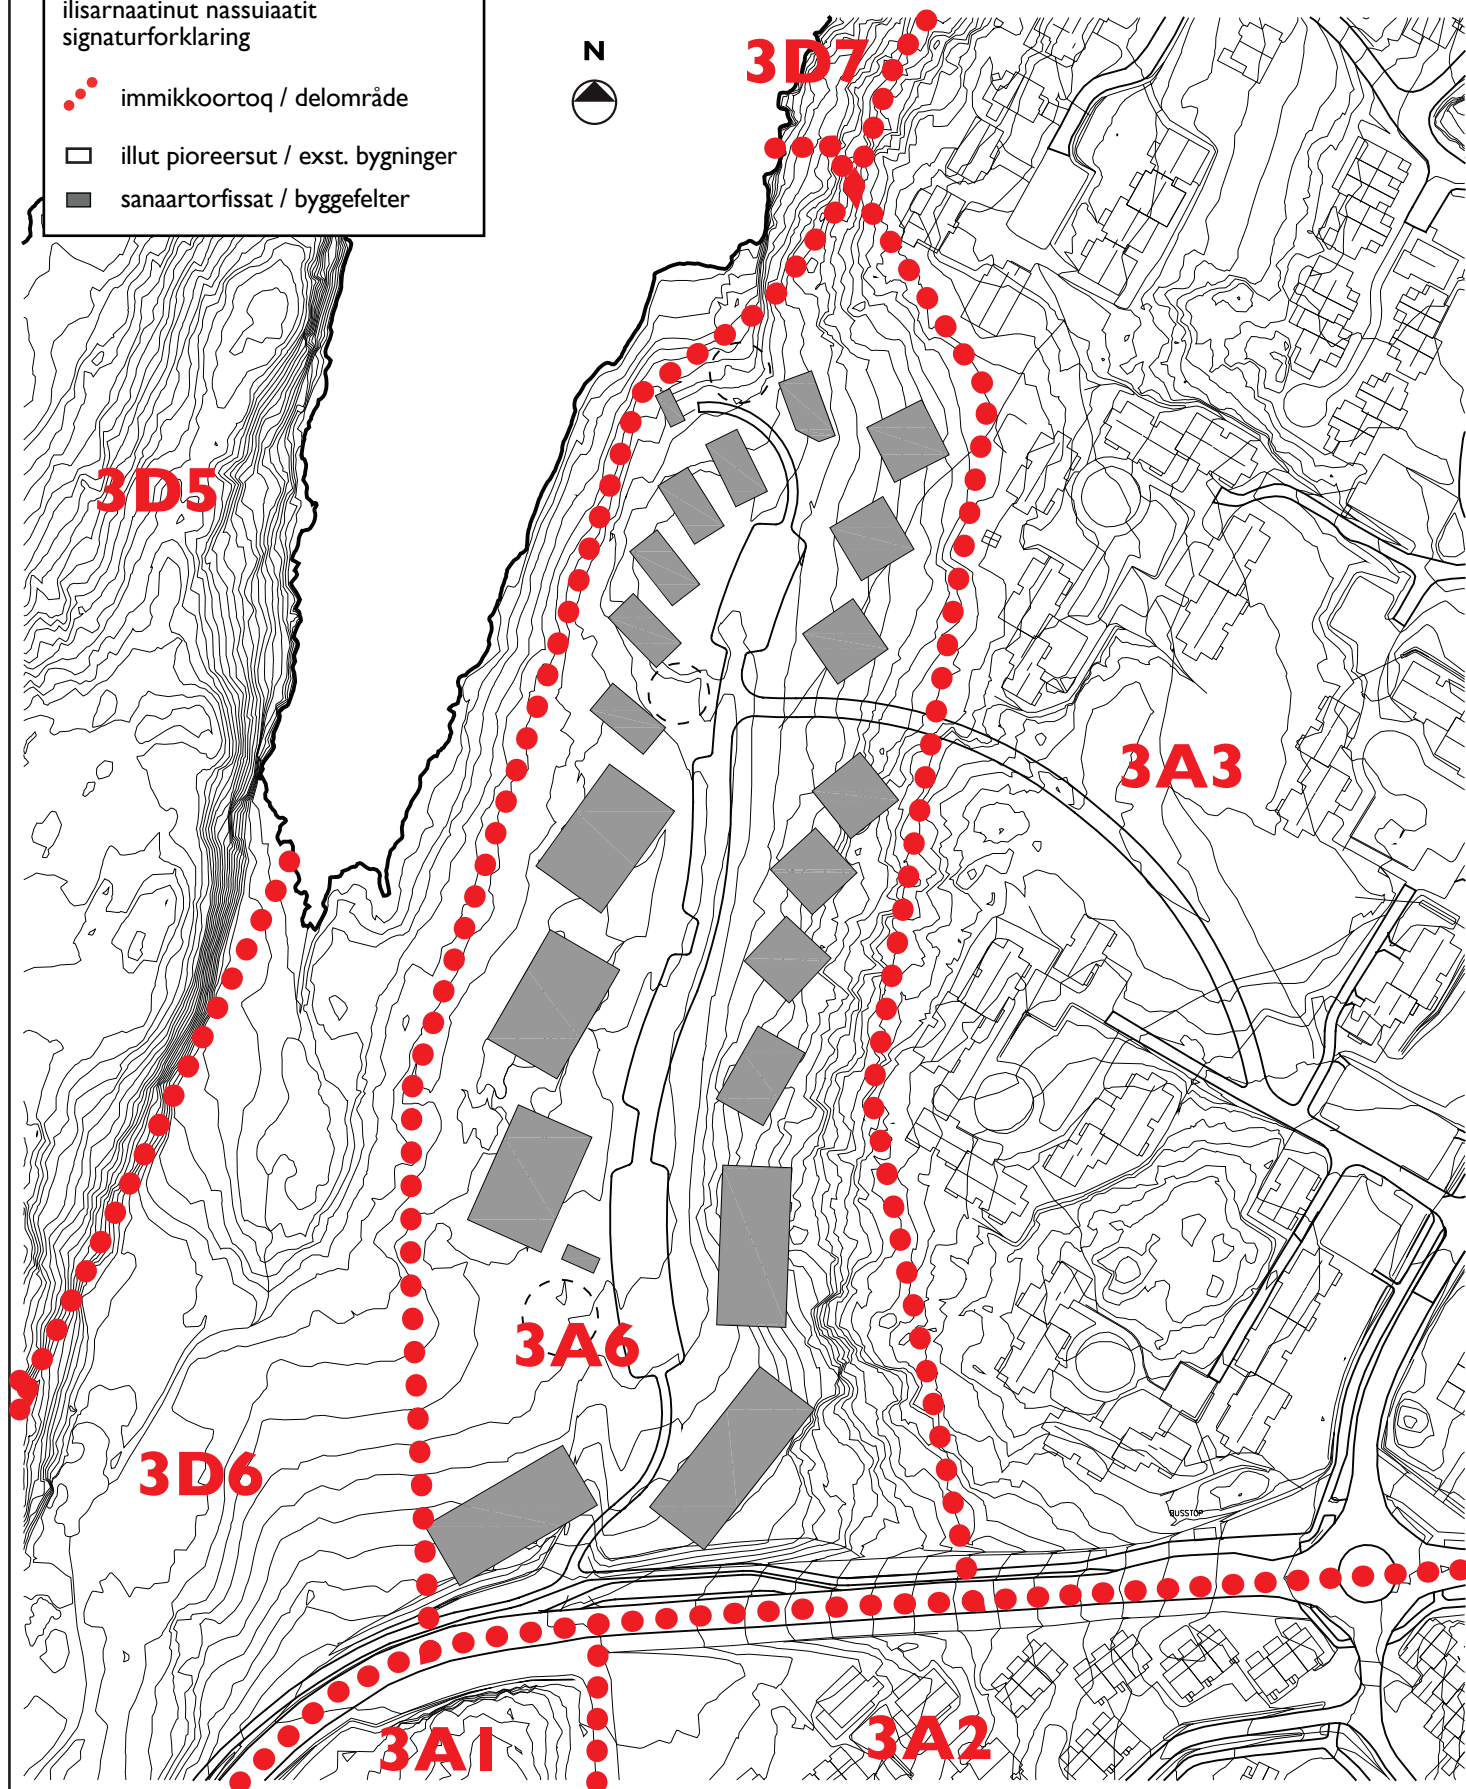 ilisarnaatinut nassuiaatit
signaturforklaring
immikkoortoq / delområde
illut pioreersut / exst. bygninger
sanaartorfissat / byggefelter
N
3D7
3D5
3A3
3A6
3D6
BUSSTOP
3A1
3A2